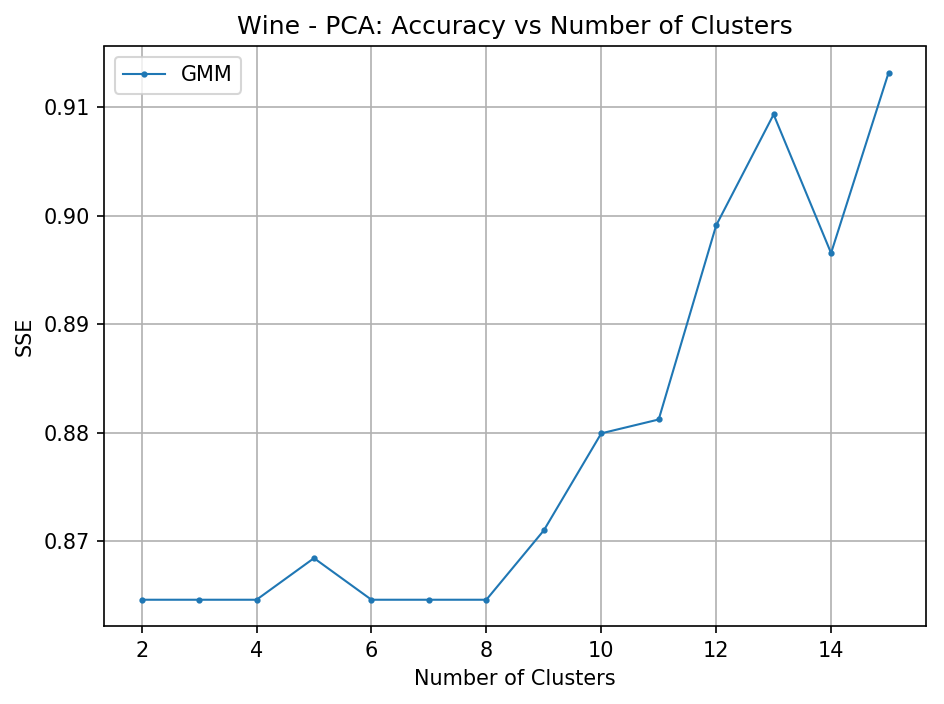 Wine - PCA: Accuracy vs Number of Clusters
GMM
0.91
0.90
0.89
0.88
0.87
SSE
2 4 6 8 10 12 14
Number of Clusters